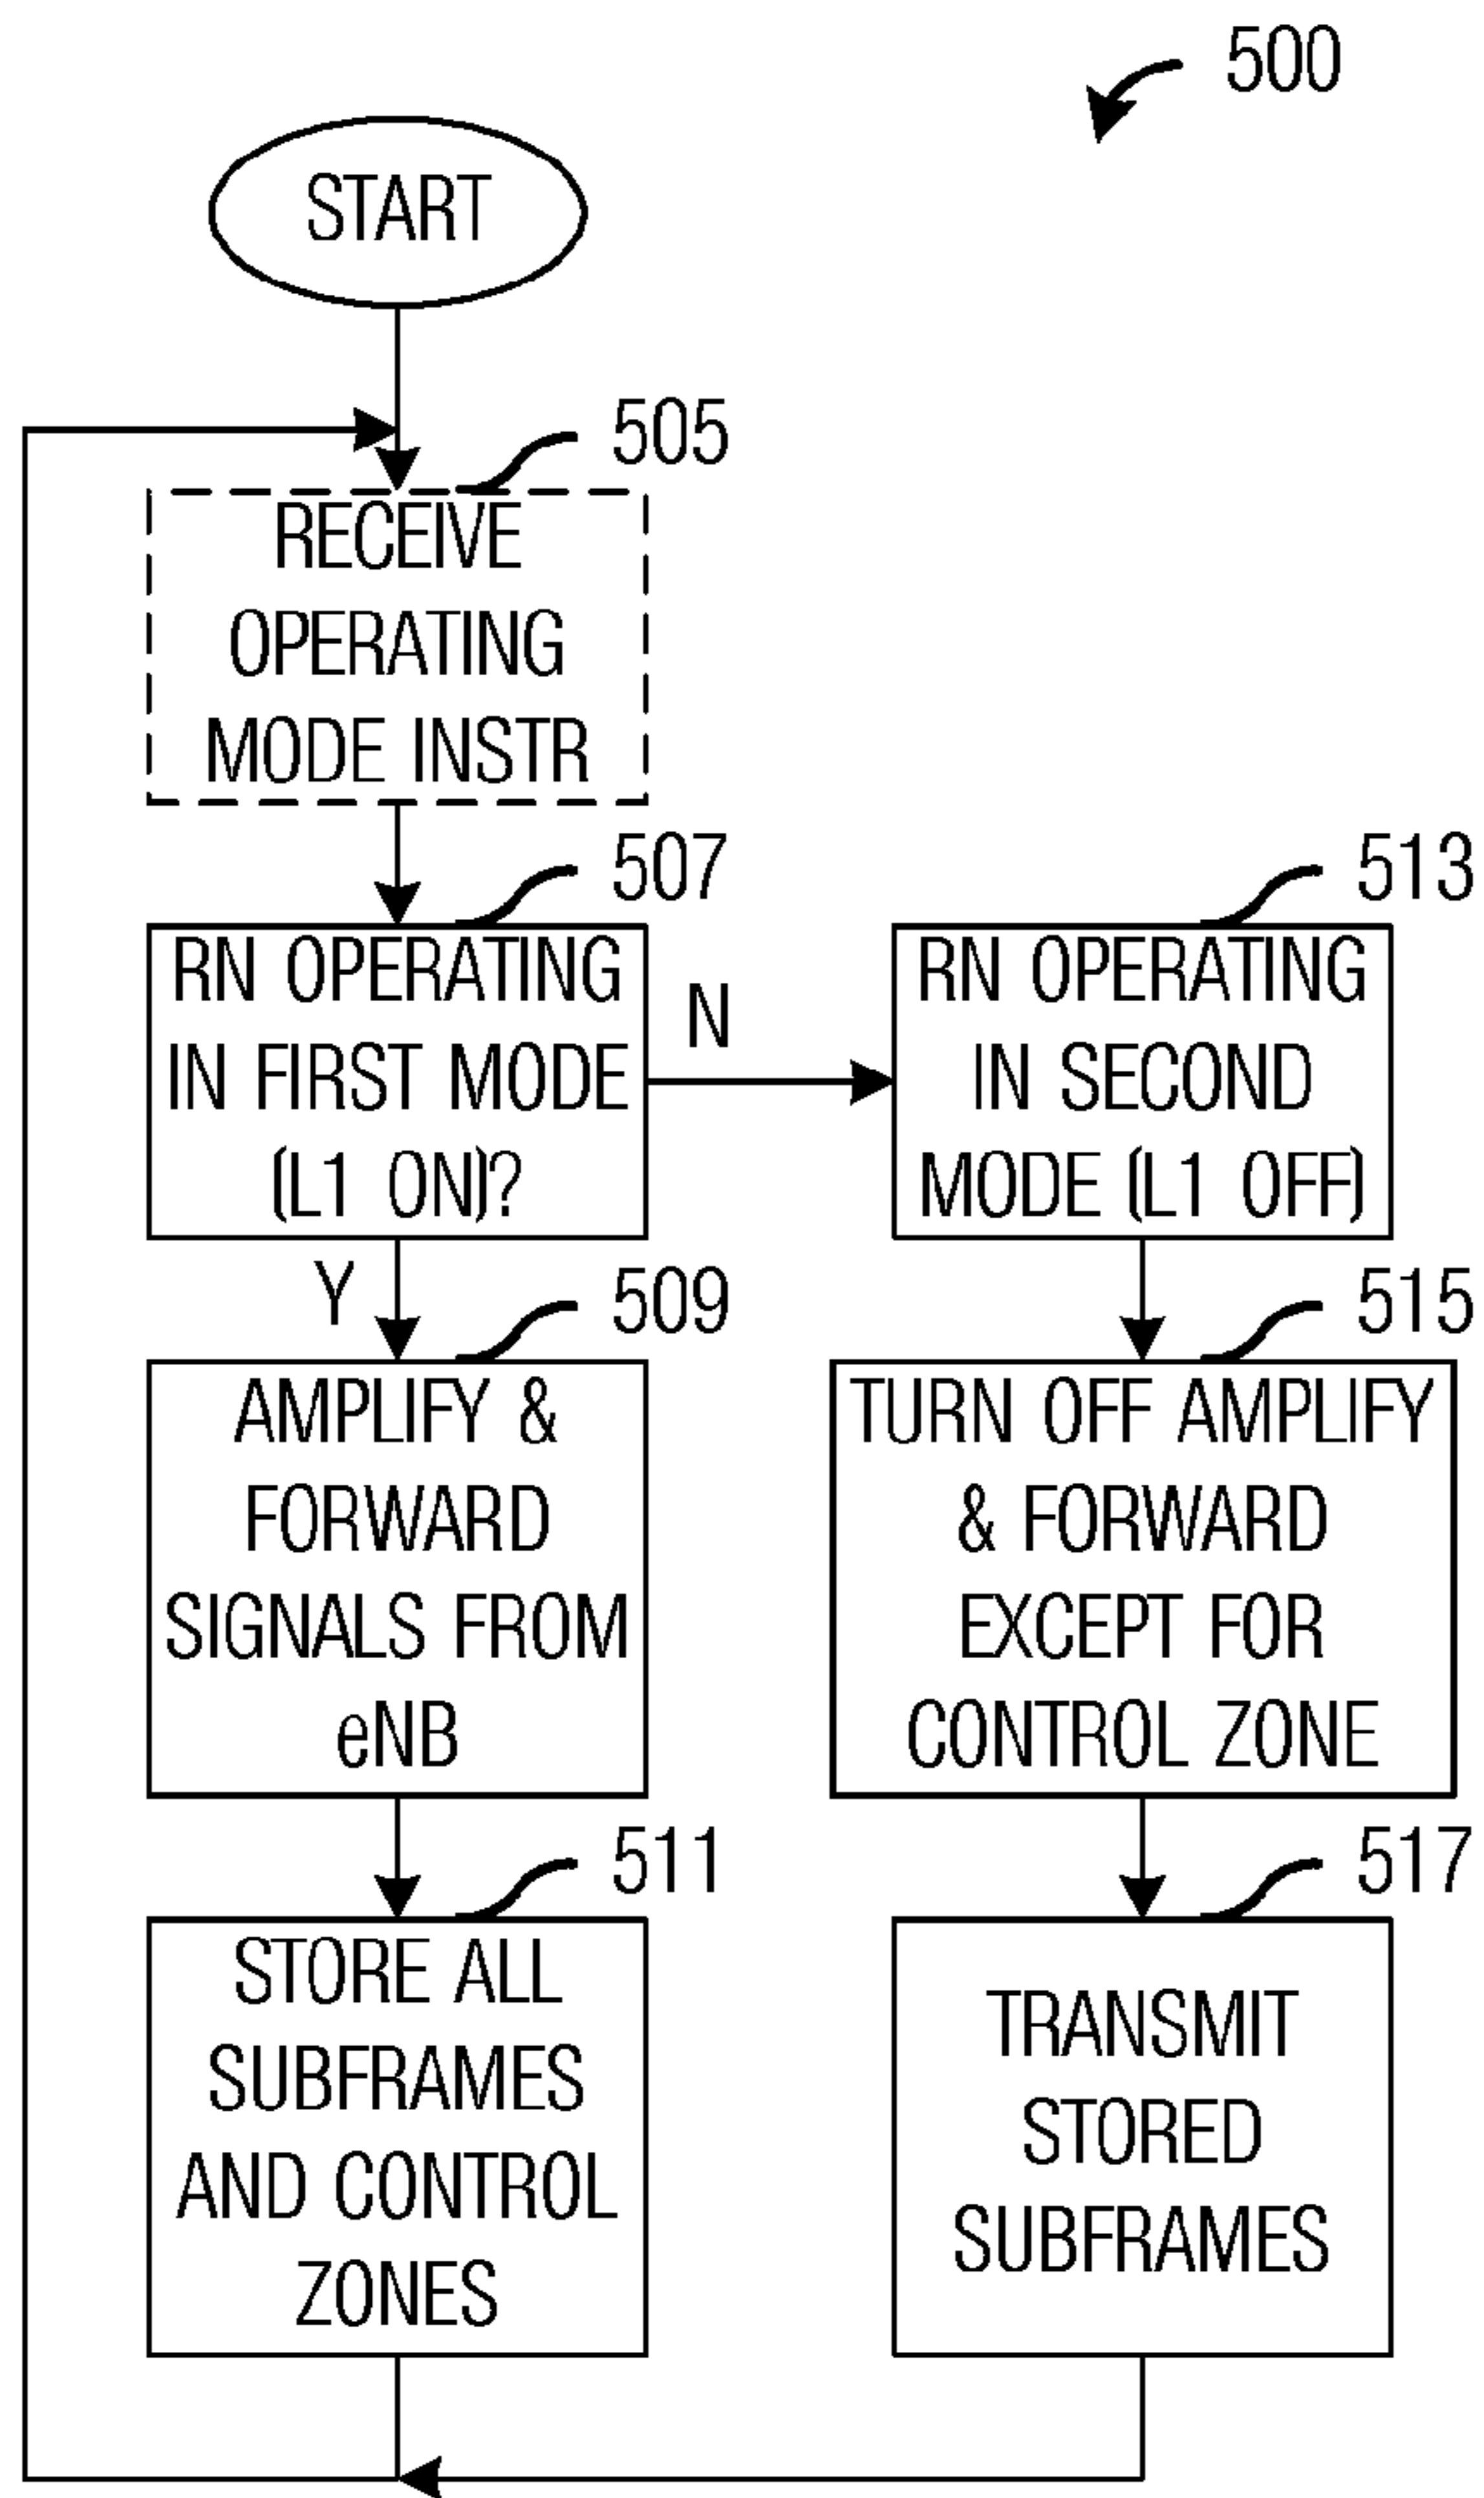 500
START
505
RECEIVE
OPERATING
MODE INSTR
507
RN OPERATING
IN FIRST MODE
(L1 ON)?
N
513
RN OPERATING
IN SECOND
MODE (L1 OFF)
Y
509
AMPLIFY &
FORWARD
SIGNALS FROM
eNB
515
TURN OFF AMPLIFY
& FORWARD
EXCEPT FOR
CONTROL ZONE
511
STORE ALL
SUBFRAMES
AND CONTROL
ZONES
517
TRANSMIT
STORED
SUBFRAMES